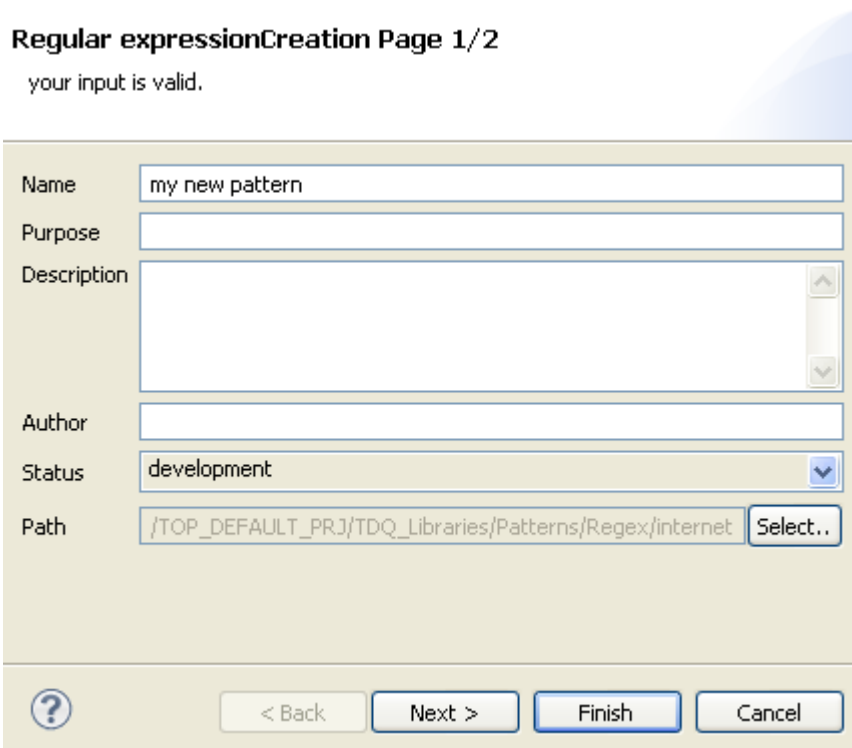 Regular expressionCreation Page 1/2
your input is valid.
Name my new pattern
Purpose
Description
Author
Status development
Path /TOP_DEFAULT_PRJ/TDQ_Libraries/Patterns/Regex/internet Select..
? < Back Next > Finish Cancel